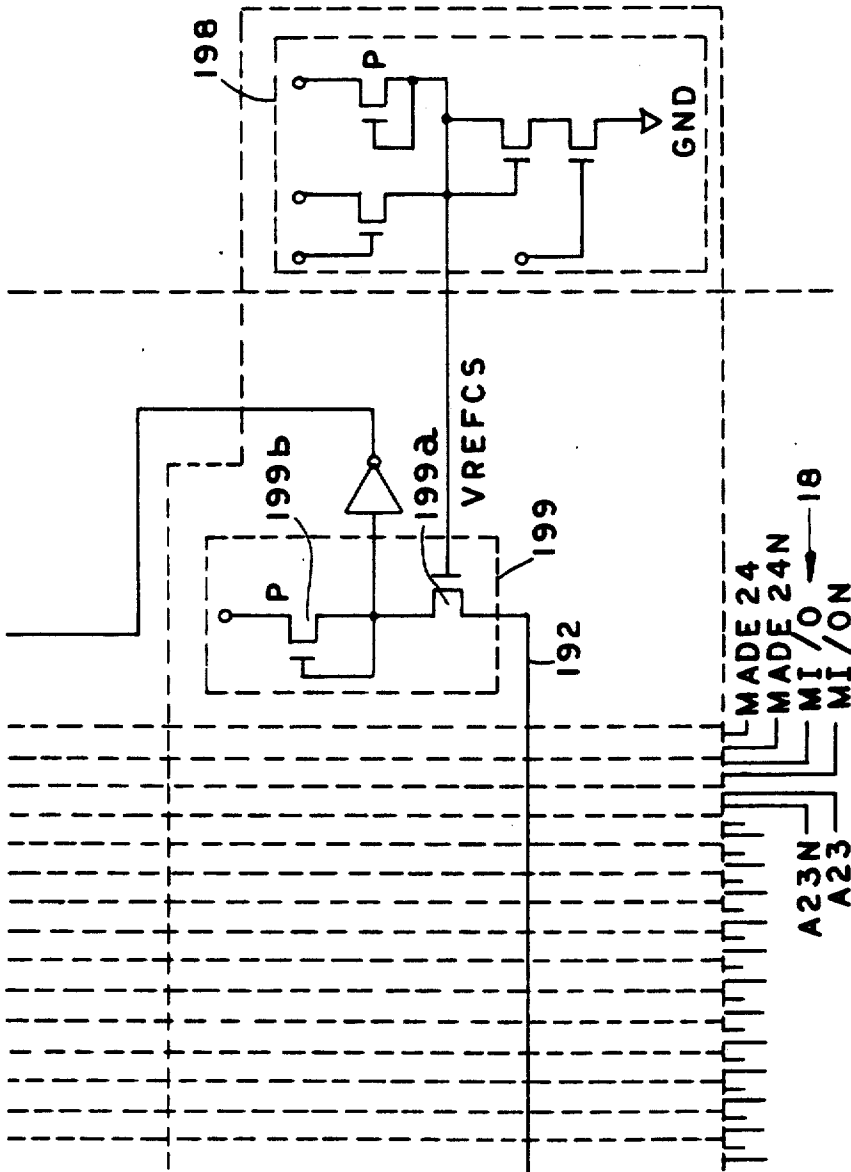 198
P
GND
VREFCS
199b
199a
P
199
192
MADE 24
MADE 24N
MI/O
18
MI/ON
A23N
A23